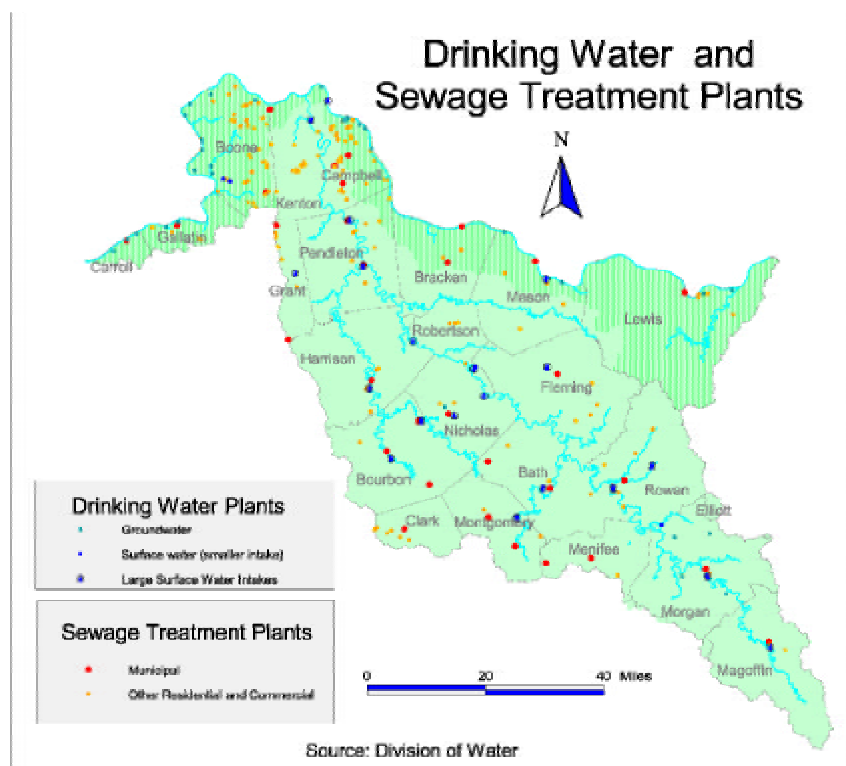 Drinking Water and
Sewage Treatment Plants
N
Boone
Campbell
Kenton
Gallatin
Carroll
Pendleton
Grant
Bracken
Mason
Lewis
Robertson
Harrison
Fleming
Nicholas
Bourbon
Bath
Rowan
Clark
Montgomery
Elliott
Menifee
Morgan
Magoffin
Drinking Water Plants
Groundwater
Surface water (smaller intake)
Large Surface Water Intakes
Sewage Treatment Plants
Municipal
Other Residential and Commercial
0 20 40 Miles
Source: Division of Water